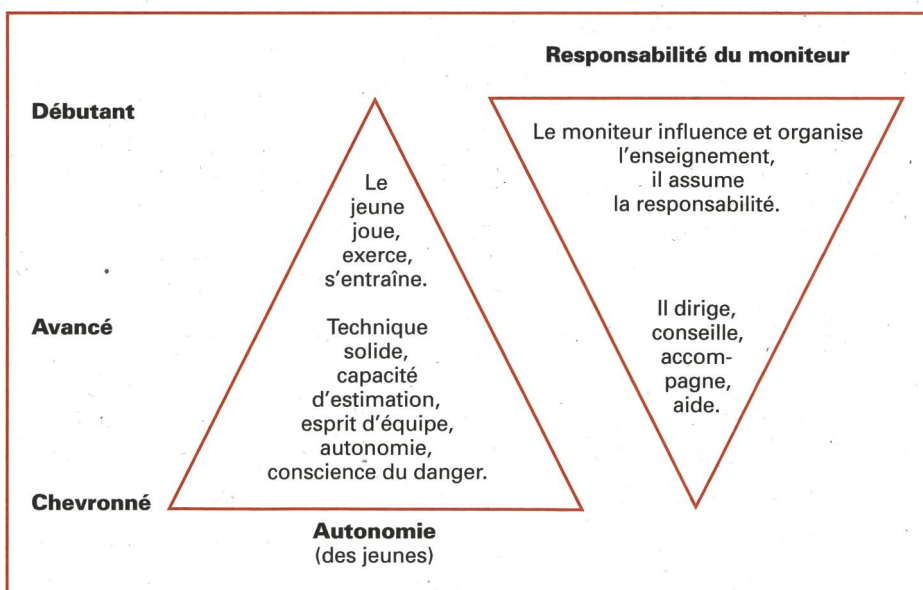 Responsabilité du moniteur
Débutant
Le moniteur influence et organise
l'enseignement,
il assume
la responsabilité.
Le
jeune
joue,
exerce,
s'entraîne.
Avancé
Technique
solide,
capacité
d'estimation,
esprit d'équipe,
autonomie,
conscience du danger.
Il dirige,
conseille,
accom-
pagne,
aide.
Chevronné
Autonomie
(des jeunes)